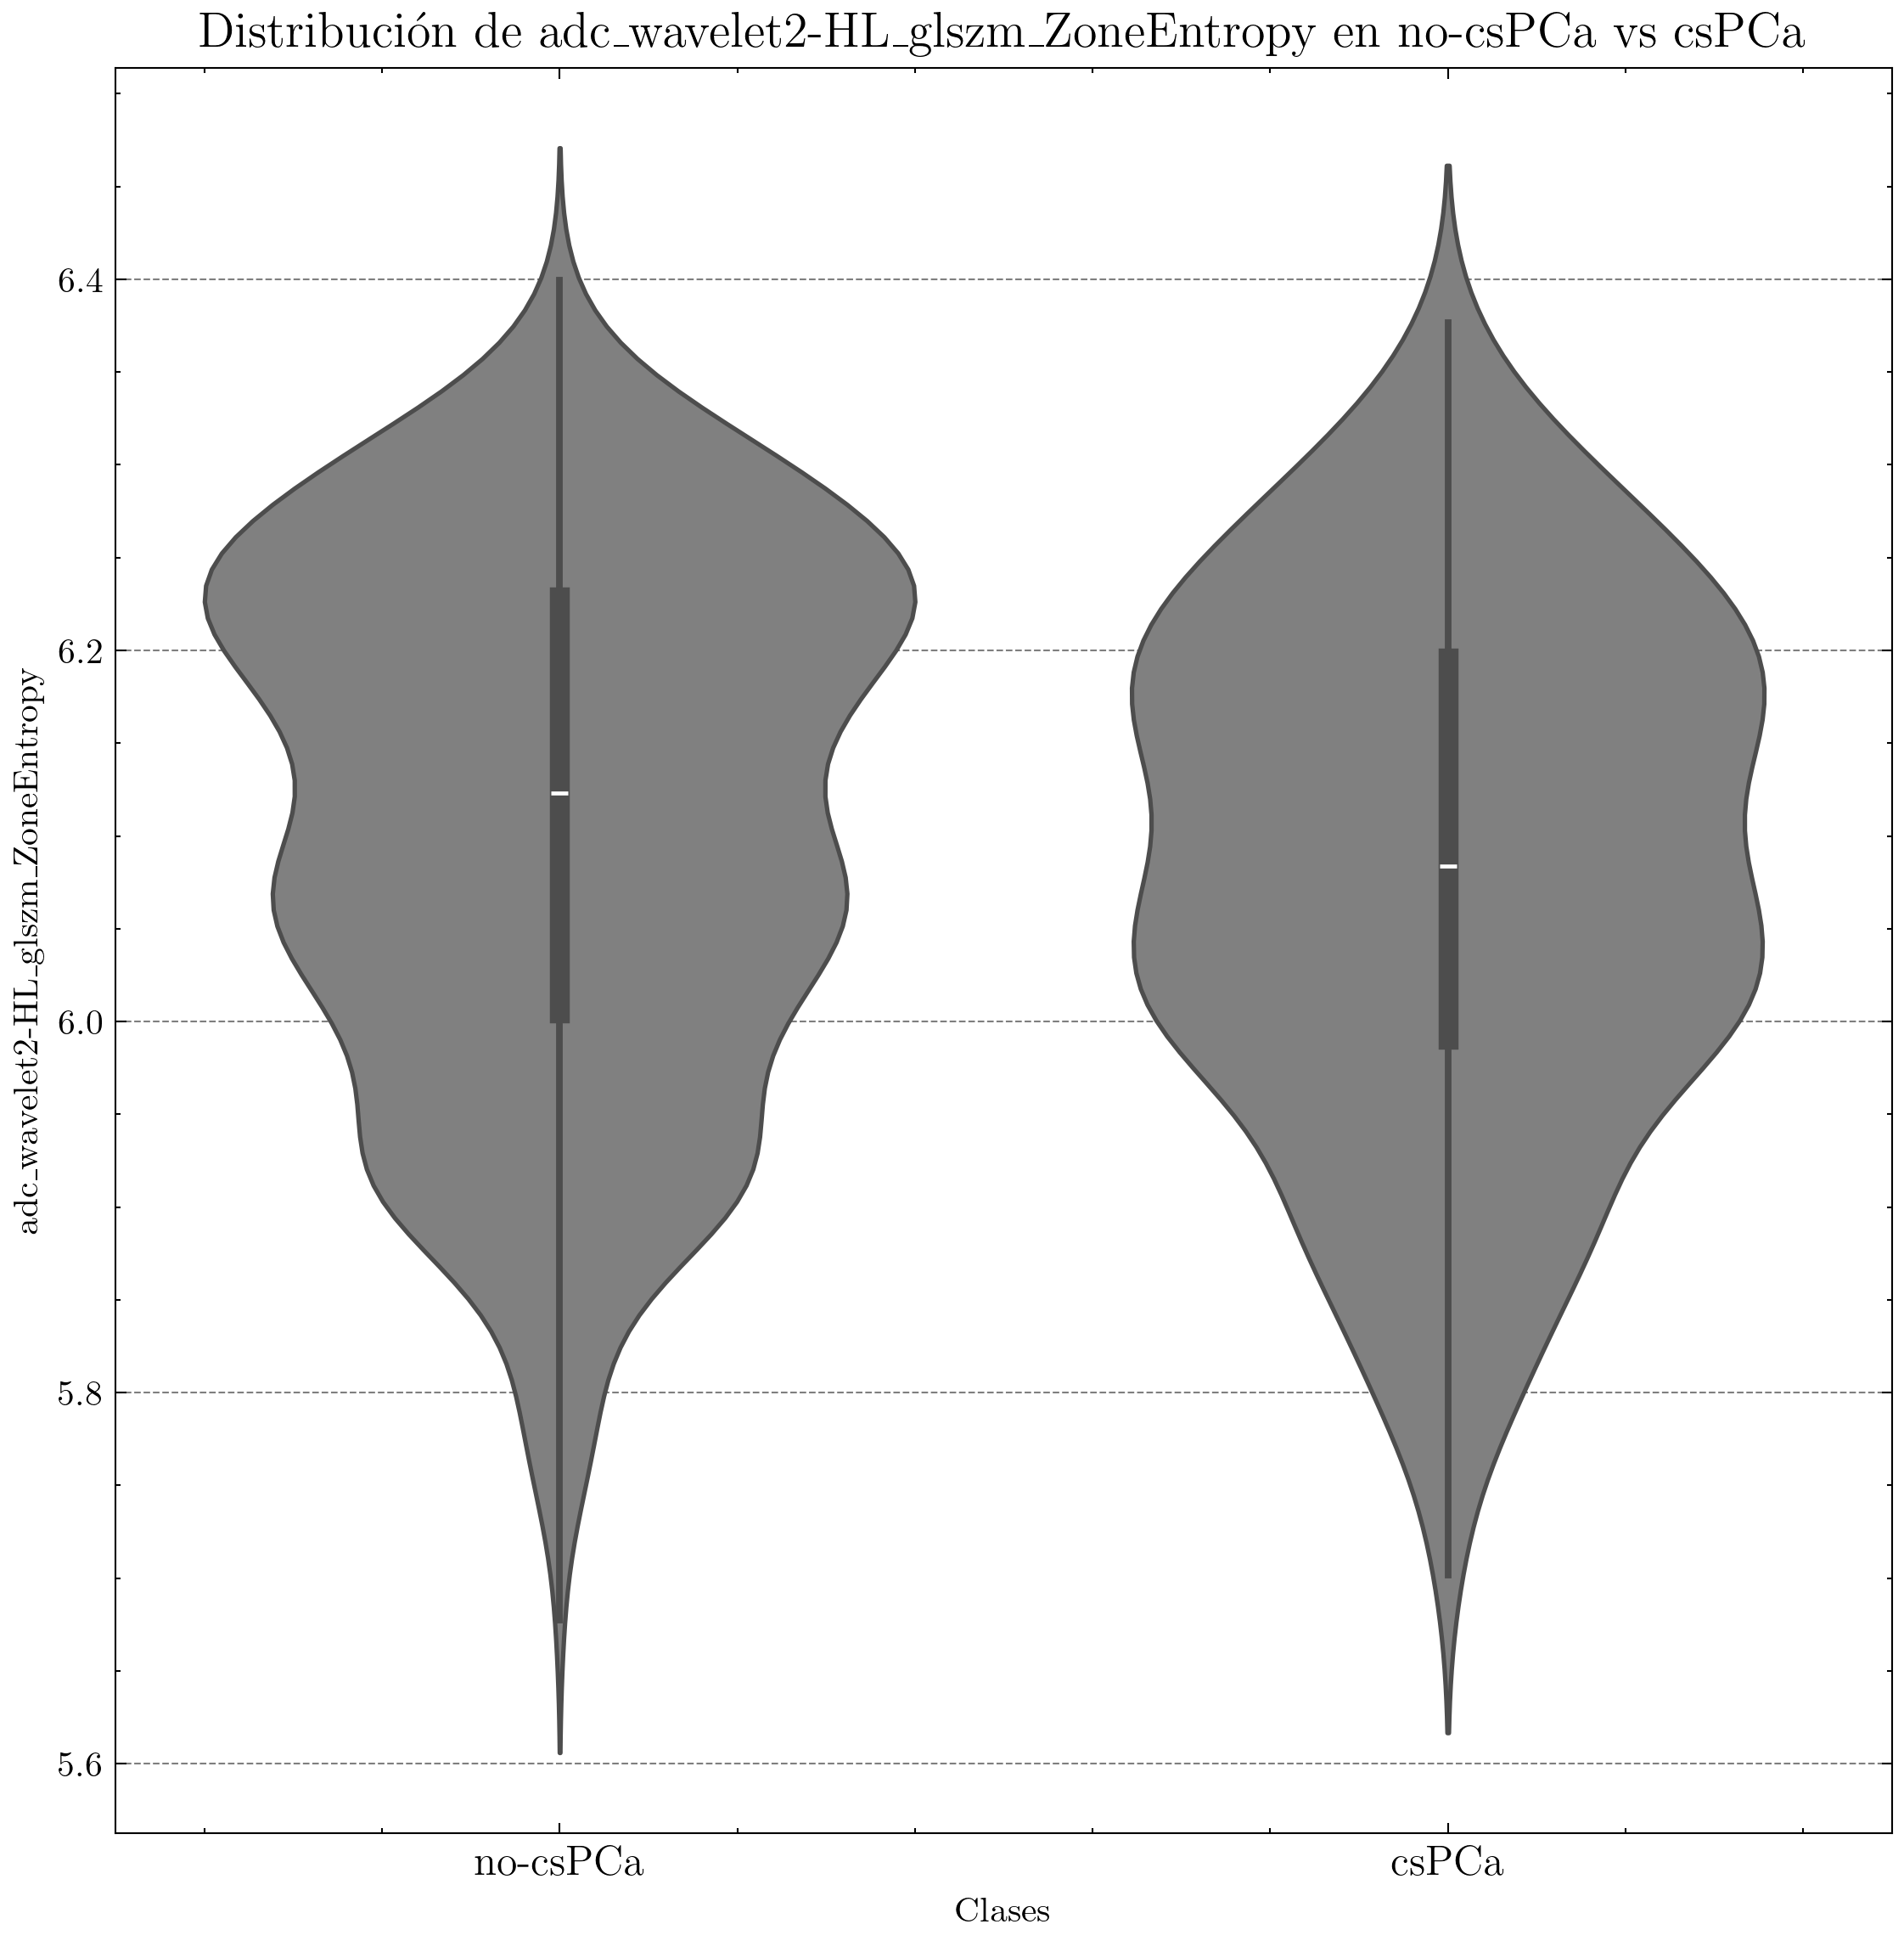 Distribución de adc_wavelet2-HL_glszm_ZoneEntropy en no-csPCa vs csPCa
adc_wavelet2-HL_glszm_ZoneEntropy
6.4
6.2
6.0
5.8
5.6
no-csPCa
csPCa
Clases